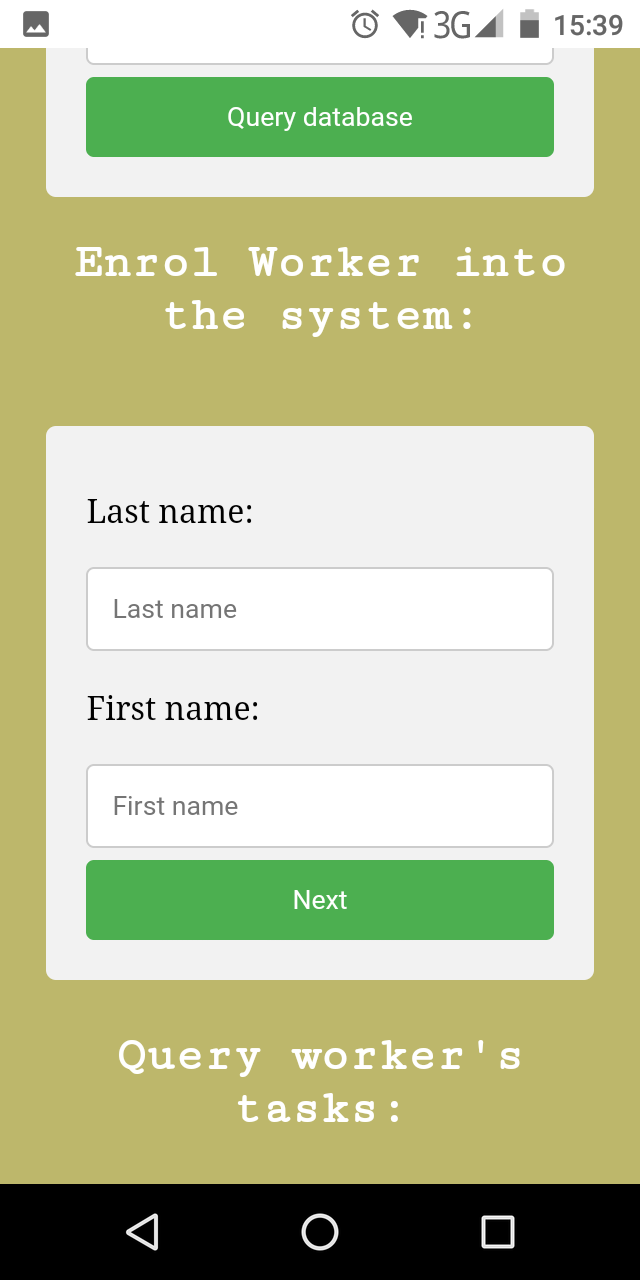 3G 15:39
Query database
Enrol Worker into
the system:
Last name:
Last name
First name:
First name
Next
Query worker's
tasks: